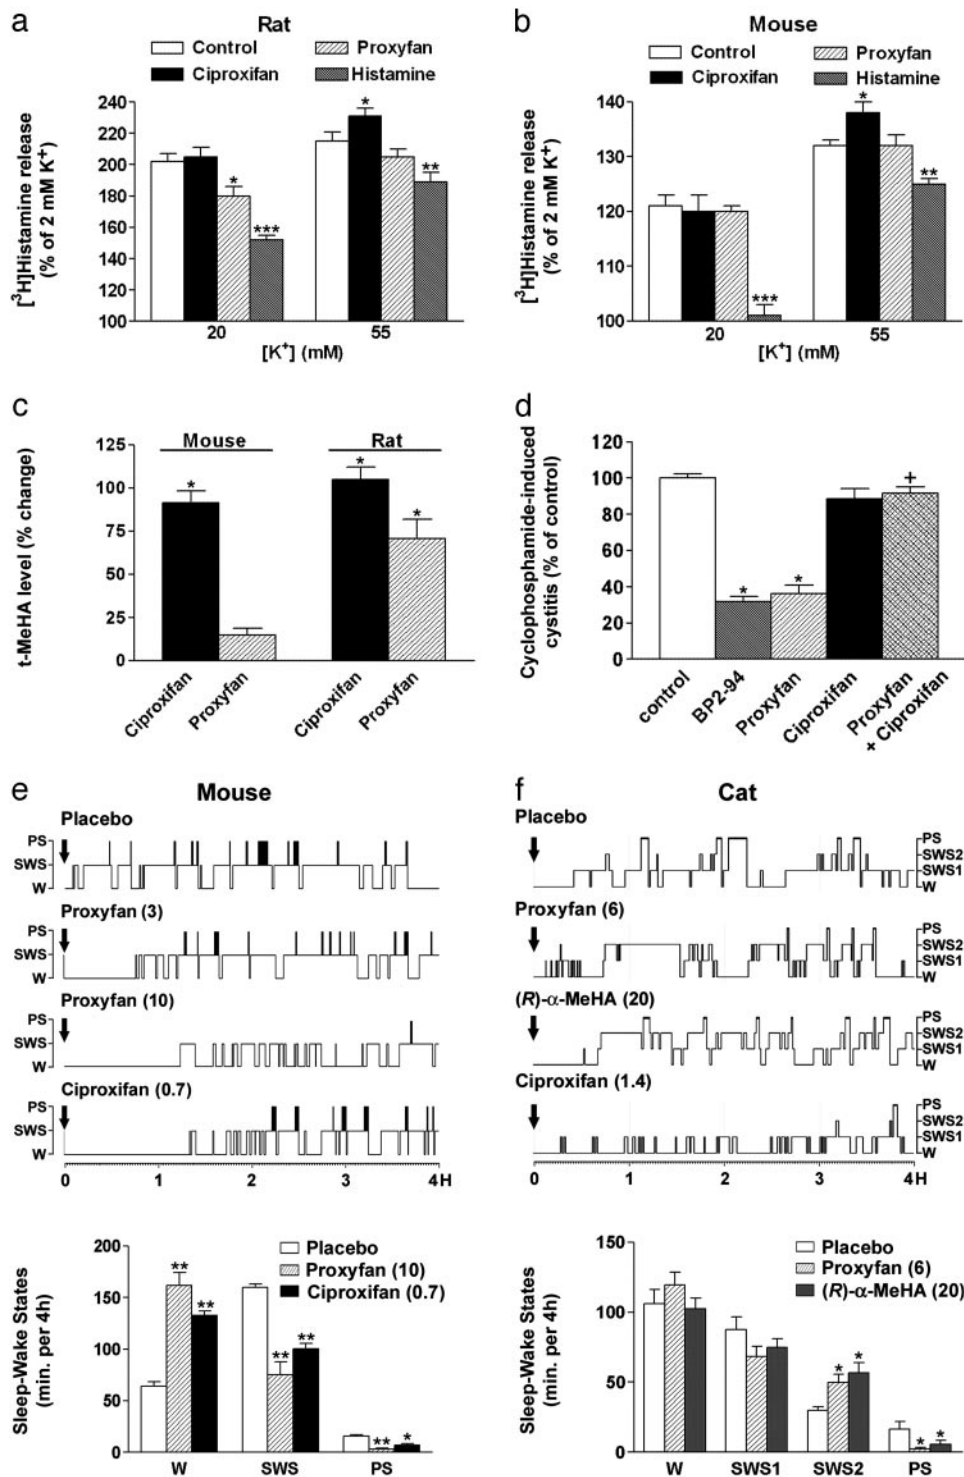 a
Rat
Control
Proxyfan
Ciproxifan
Histamine
[³H]Histamine release
(% of 2 mM K⁺)
240
220
200
180
160
140
120
100
*
***
*
**
20
55
[K⁺] (mM)
b
Mouse
Control
Proxyfan
Ciproxifan
Histamine
[³H]Histamine release
(% of 2 mM K⁺)
140
130
120
110
100
***
*
**
20
55
[K⁺] (mM)
c
t-MeHA level (% change)
125
100
75
50
25
0
Mouse
Rat
*
*
*
Ciproxifan
Proxyfan
Ciproxifan
Proxyfan
d
Cyclophosphamide-induced
cystitis (% of control)
120
100
80
60
40
20
0
*
*
+
control
BP2-94
Proxyfan
Ciproxifan
Proxyfan
+ Ciproxifan
e
Mouse
Placebo
PS
SWS
W
Proxyfan (3)
PS
SWS
W
Proxyfan (10)
PS
SWS
W
Ciproxifan (0.7)
PS
SWS
W
0 1 2 3 4H
Sleep-Wake States
(min. per 4h)
200
150
100
50
0
Placebo
Proxyfan (10)
Ciproxifan (0.7)
**
**
**
**
**
*
W
SWS
PS
f
Cat
Placebo
PS
SWS2
SWS1
W
Proxyfan (6)
PS
SWS2
SWS1
W
(R)-α-MeHA (20)
PS
SWS2
SWS1
W
Ciproxifan (1.4)
PS
SWS2
SWS1
W
0 1 2 3 4H
Sleep-Wake States
(min. per 4h)
150
100
50
0
Placebo
Proxyfan (6)
(R)-α-MeHA (20)
*
*
*
*
W
SWS1
SWS2
PS